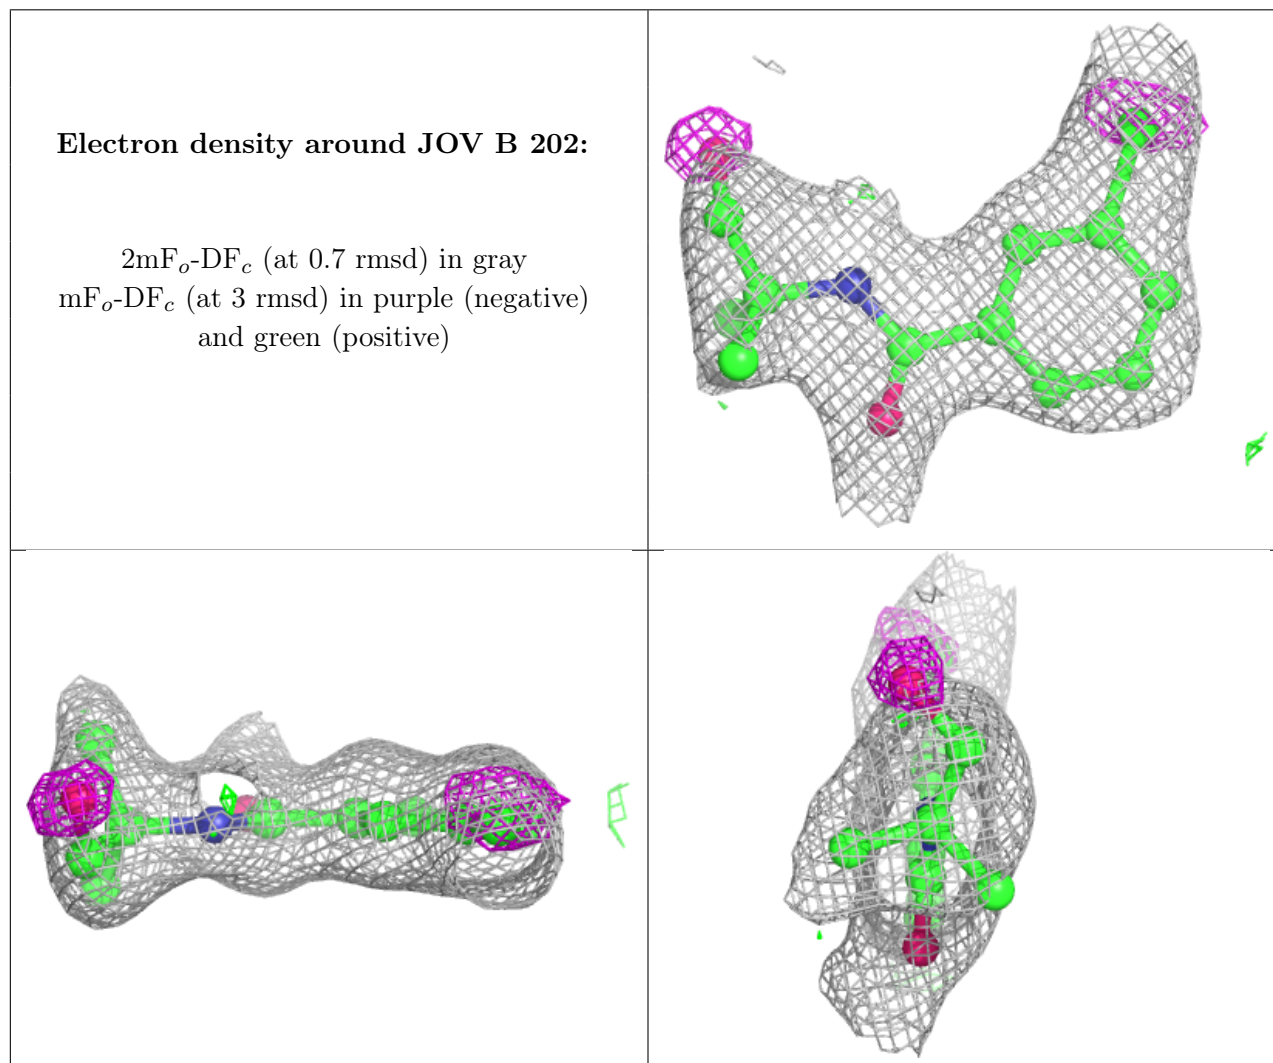 Electron density around JOV B 202:
2mFo-DFc (at 0.7 rmsd) in gray
mFo-DFc (at 3 rmsd) in purple (negative)
and green (positive)